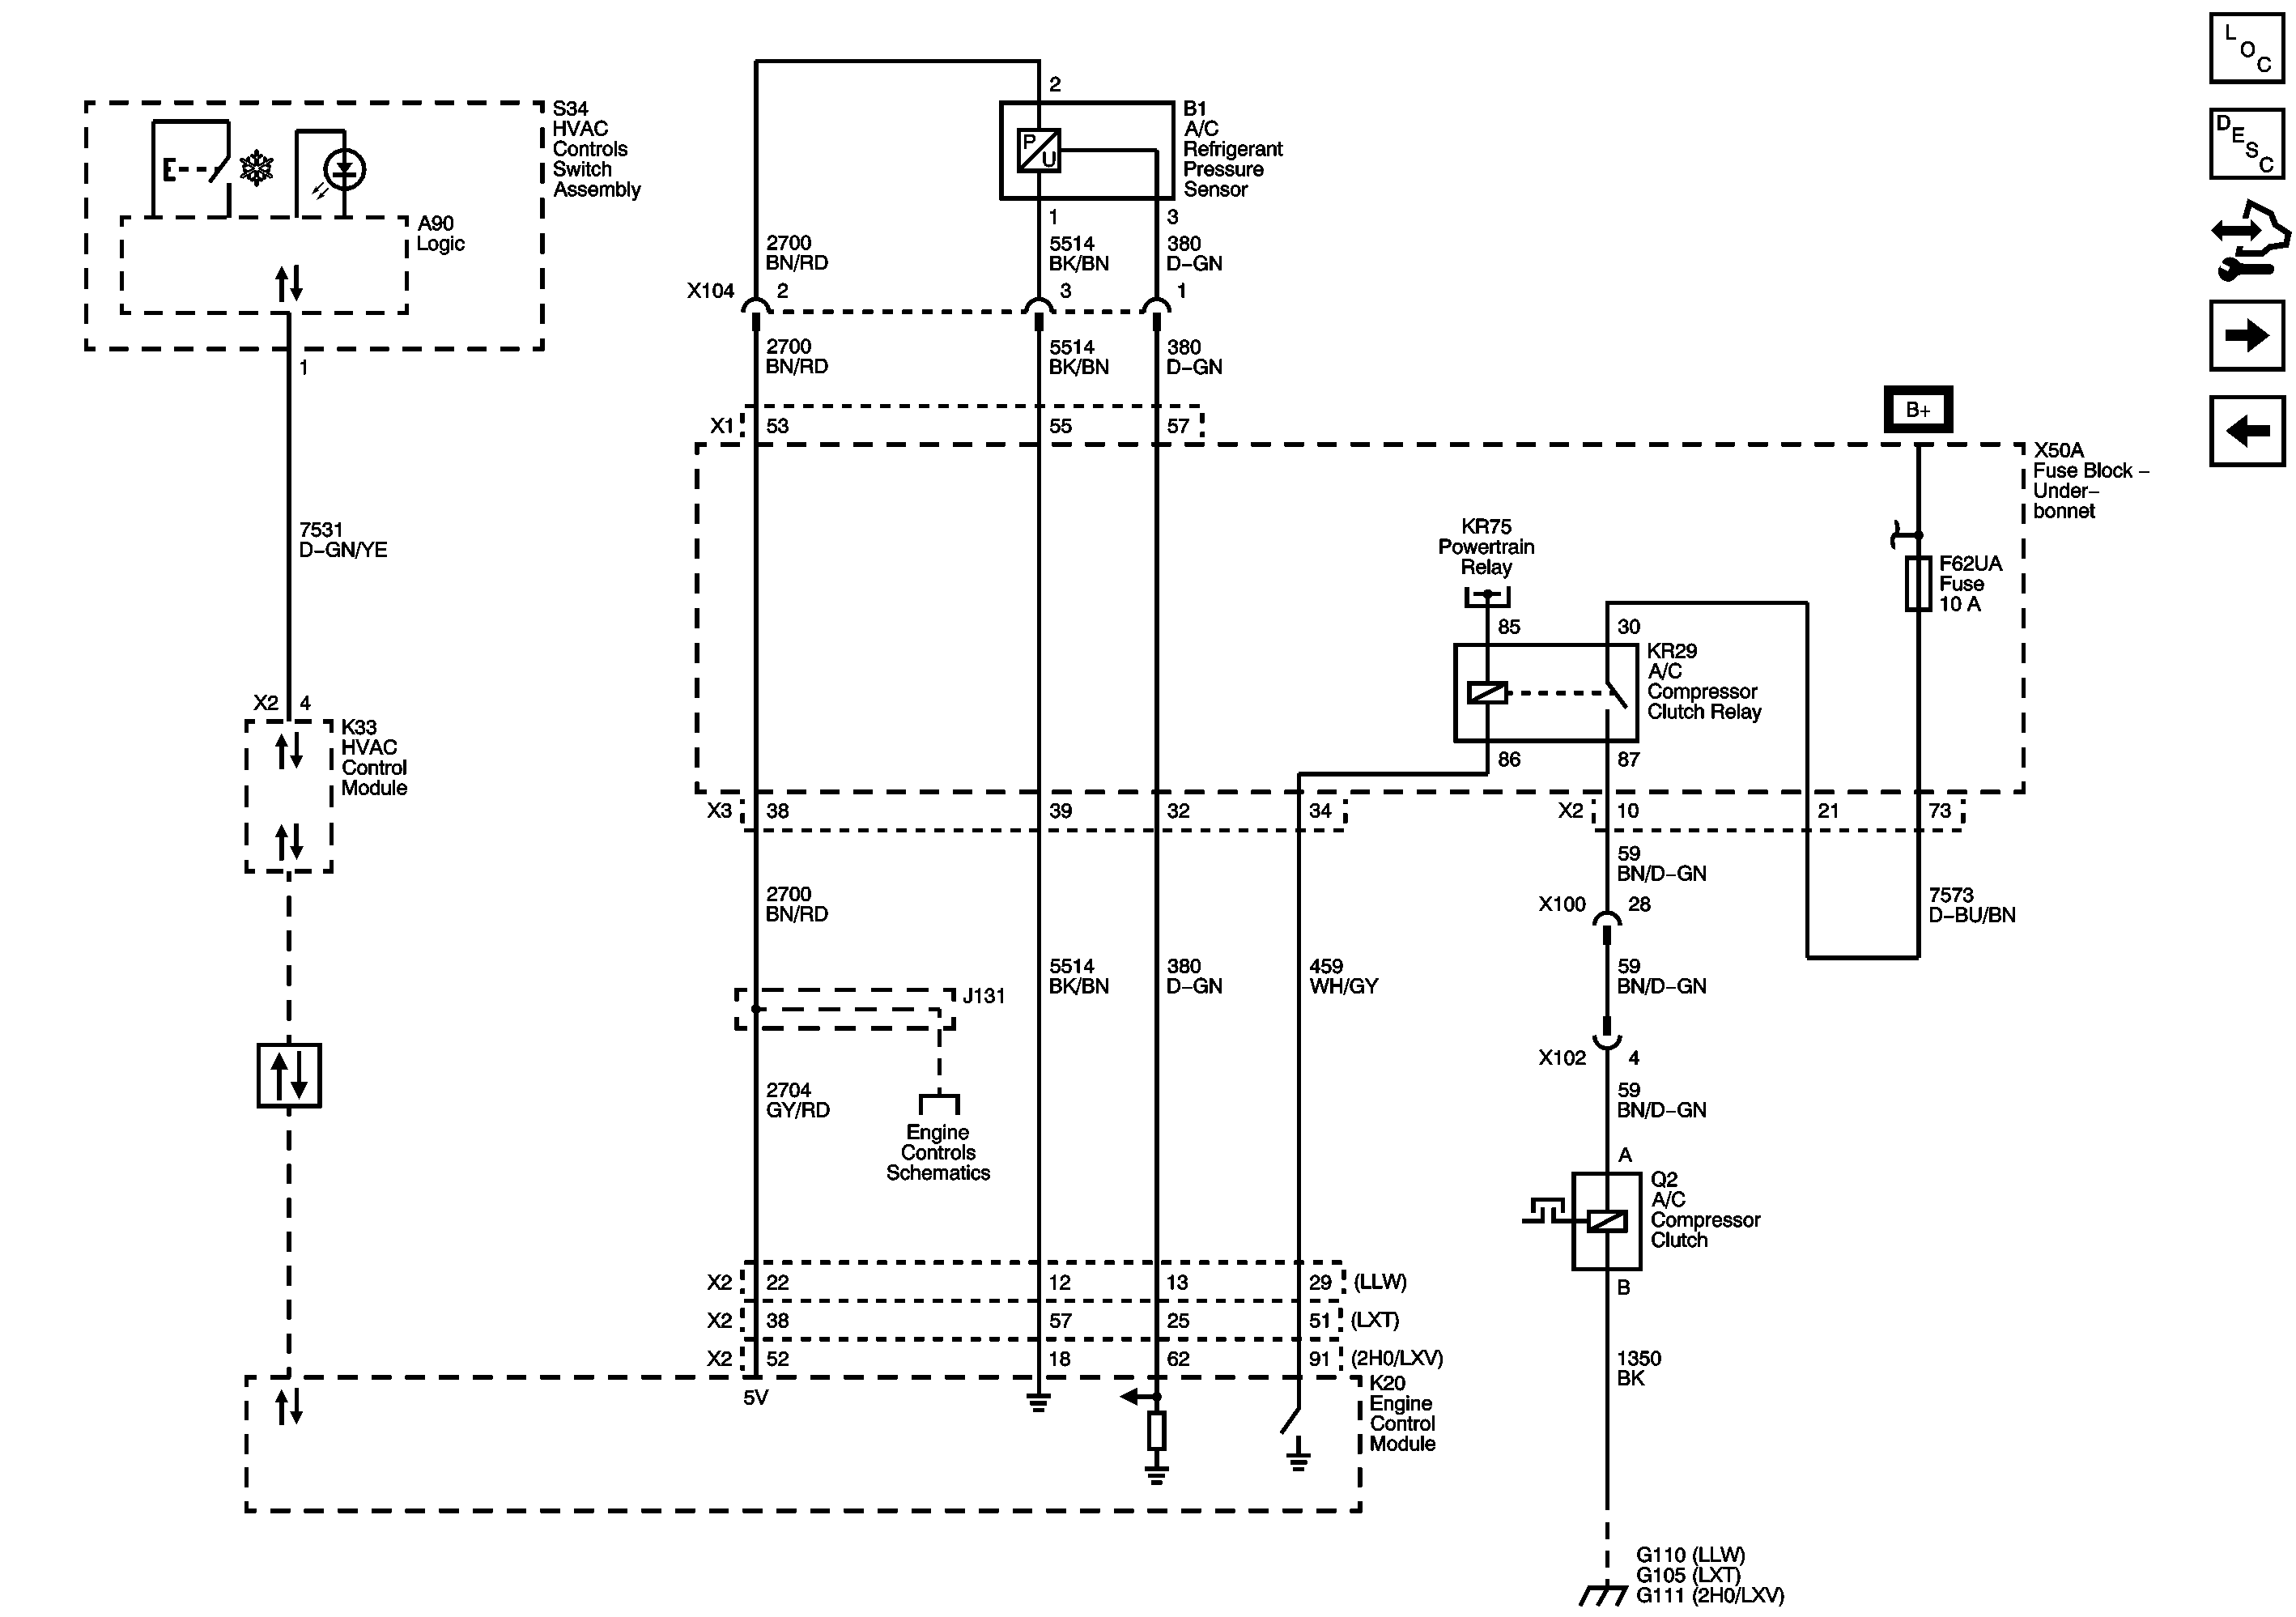 L
O
C
D
E
S
C
S34
HVAC
Controls
Switch
Assembly
A90
Logic
1
7531
D-GN/YE
X2 4
K33
HVAC
Control
Module
2
B1
A/C
Refrigerant
Pressure
Sensor
P
U
1
3
2700
BN/RD
5514
BK/BN
380
D-GN
X104 2 3 1
2700
BN/RD
5514
BK/BN
380
D-GN
X1 53 55 57
B+
X50A
Fuse Block -
Under-
bonnet
KR75
Powertrain
Relay
F62UA
Fuse
10 A
85
30
KR29
A/C
Compressor
Clutch Relay
86
87
X3 38 39 32 34
X2 10 21 73
59
BN/D-GN
2700
BN/RD
7573
D-BU/BN
X100 28
5514
BK/BN
380
D-GN
459
WH/GY
59
BN/D-GN
J131
X102 4
2704
GY/RD
59
BN/D-GN
Engine
Controls
Schematics
A
Q2
A/C
Compressor
Clutch
B
X2 22 12 13 29 (LLW)
X2 38 57 25 51 (LXT)
X2 52 18 62 91 (2H0/LXV)
1350
BK
5V
K20
Engine
Control
Module
G110 (LLW)
G105 (LXT)
G111 (2H0/LXV)